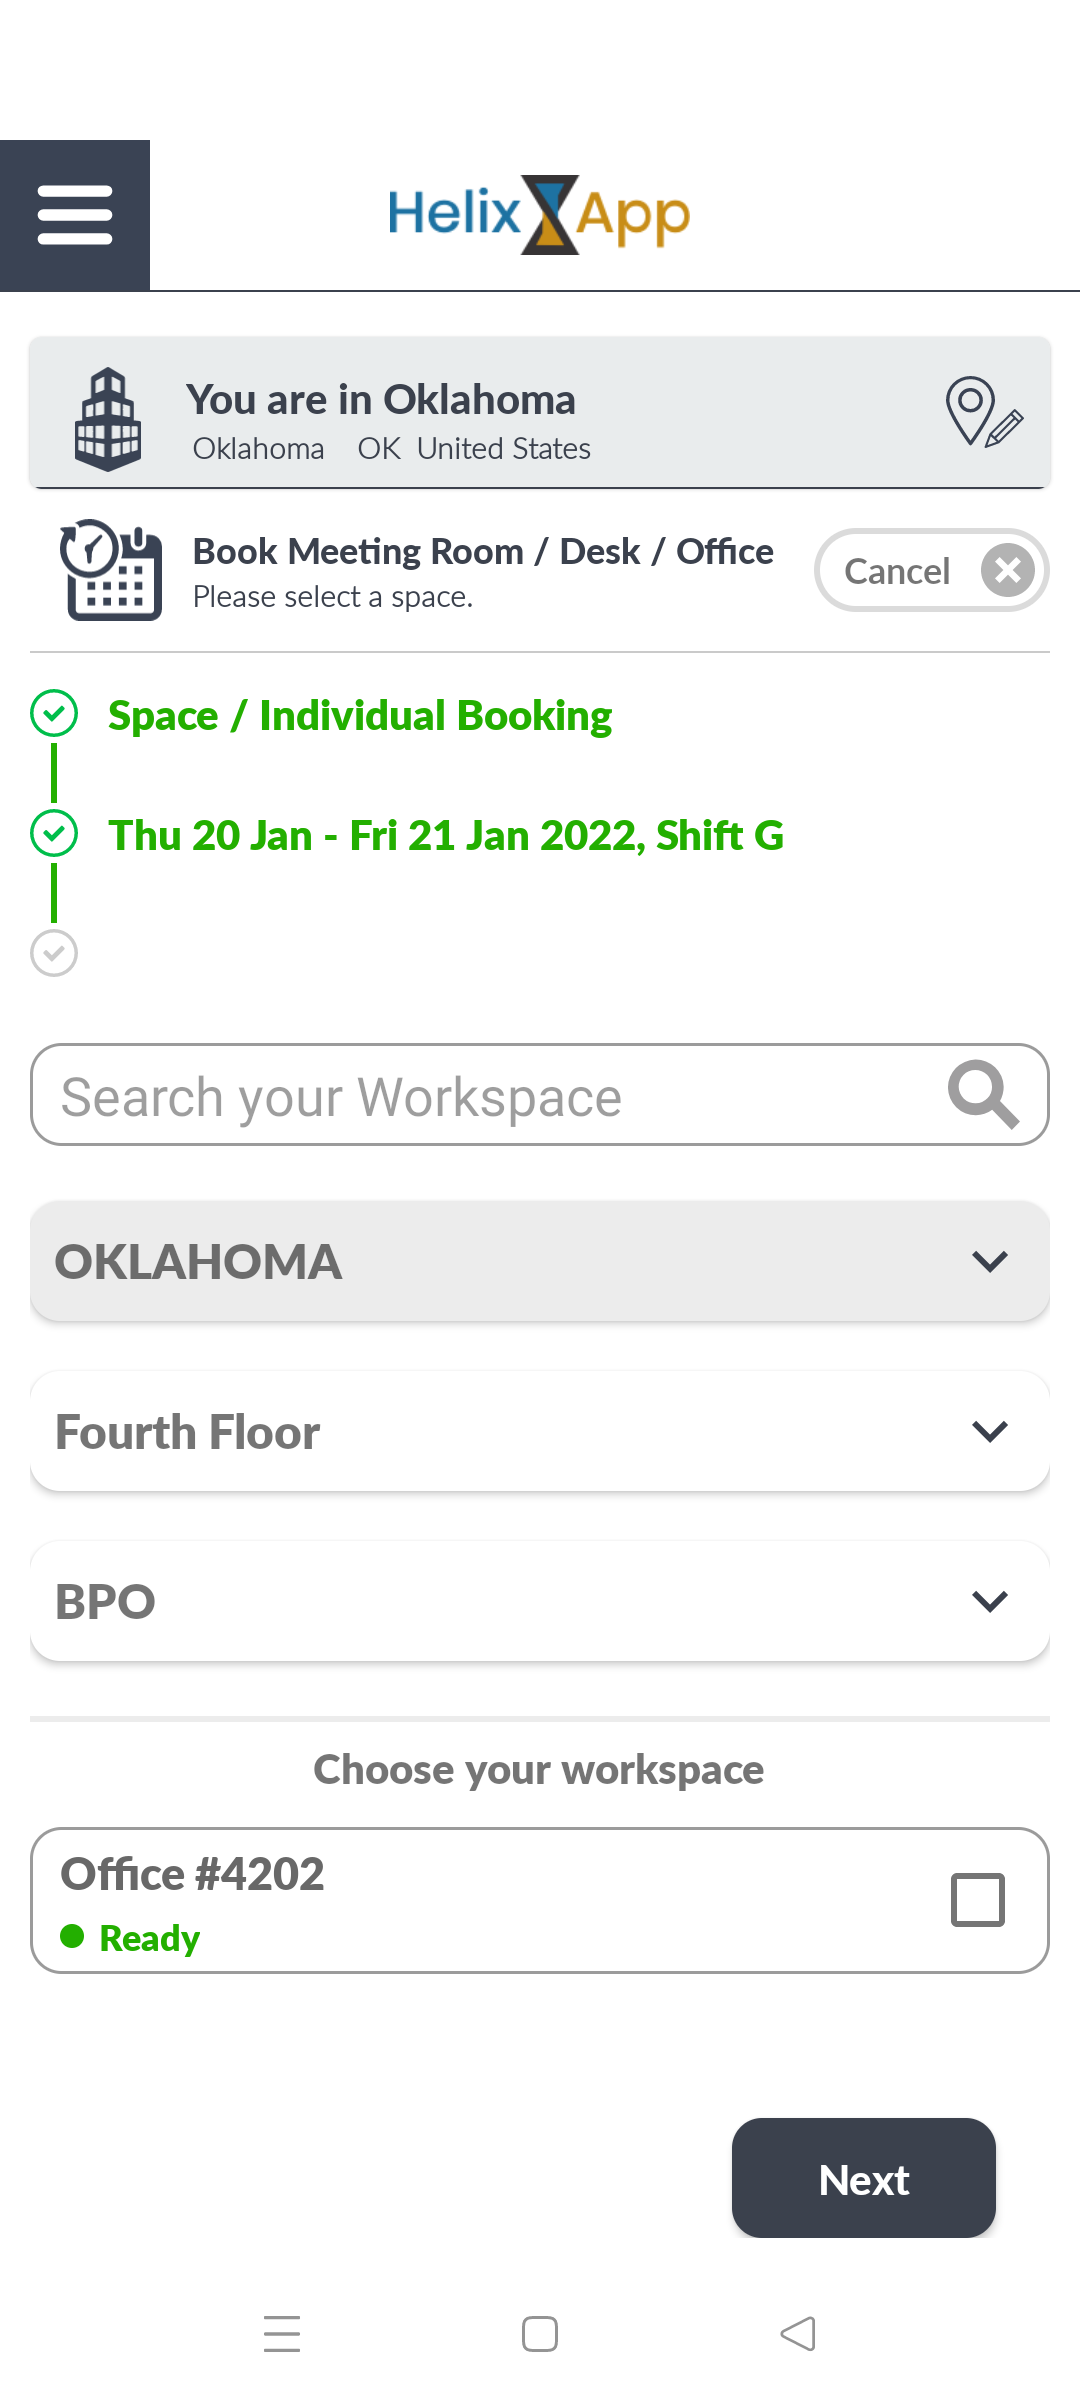 Helix App
You are in Oklahoma
Oklahoma OK United States
Book Meeting Room / Desk / Office
Please select a space.
Cancel
Space / Individual Booking
Thu 20 Jan - Fri 21 Jan 2022, Shift G
Search your Workspace
OKLAHOMA
Fourth Floor
BPO
Choose your workspace
Office #4202
Ready
Next